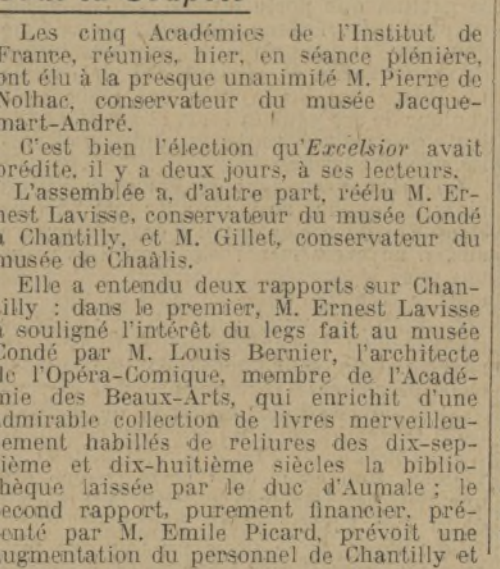 Les cinq Académies de l'Institut de
France, réunies, hier, en séance plénière,
ont élu à la presque unanimité M. Pierre de
Nolhac, conservateur du musée Jacque-
mart-André.
C'est bien l'élection qu'Excelsior avait
prédite, il y a deux jours, à ses lecteurs.
L'assemblée a, d'autre part, réélu M. Er-
nest Lavisse, conservateur du musée Condé
à Chantilly, et M. Gillet, conservateur du
musée de Chaâlis.
Elle a entendu deux rapports sur Chan-
tilly : dans le premier, M. Ernest Lavisse
a souligné l'intérêt du legs fait au musée
Condé par M. Louis Bernier, l'architecte
de l'Opéra-Comique, membre de l'Acadé-
mie des Beaux-Arts, qui enrichit d'une
admirable collection de livres merveilleu-
sement habillés de reliures des dix-sep-
tième et dix-huitième siècles la biblio-
thèque laissée par le duc d'Aumale ; le
second rapport, purement financier, pré-
senté par M. Emile Picard, prévoit une
augmentation du personnel de Chantilly et